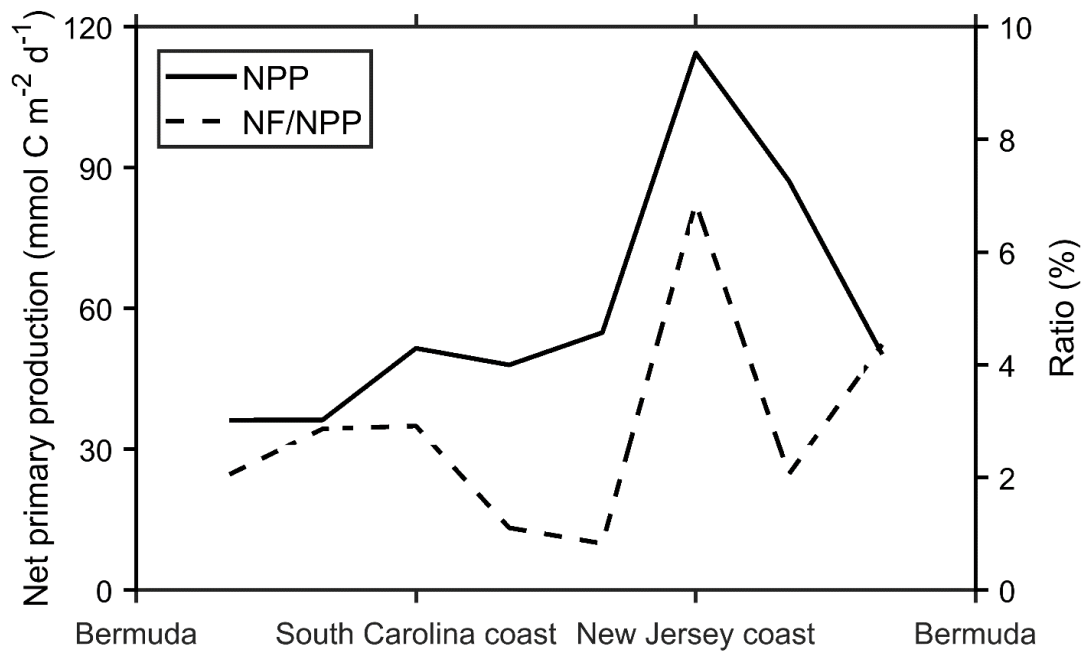 Net primary production (mmol C m⁻² d⁻¹)
120
90
60
30
0
NPP
NF/NPP
10
8
6
4
2
0
Ratio (%)
Bermuda
South Carolina coast
New Jersey coast
Bermuda